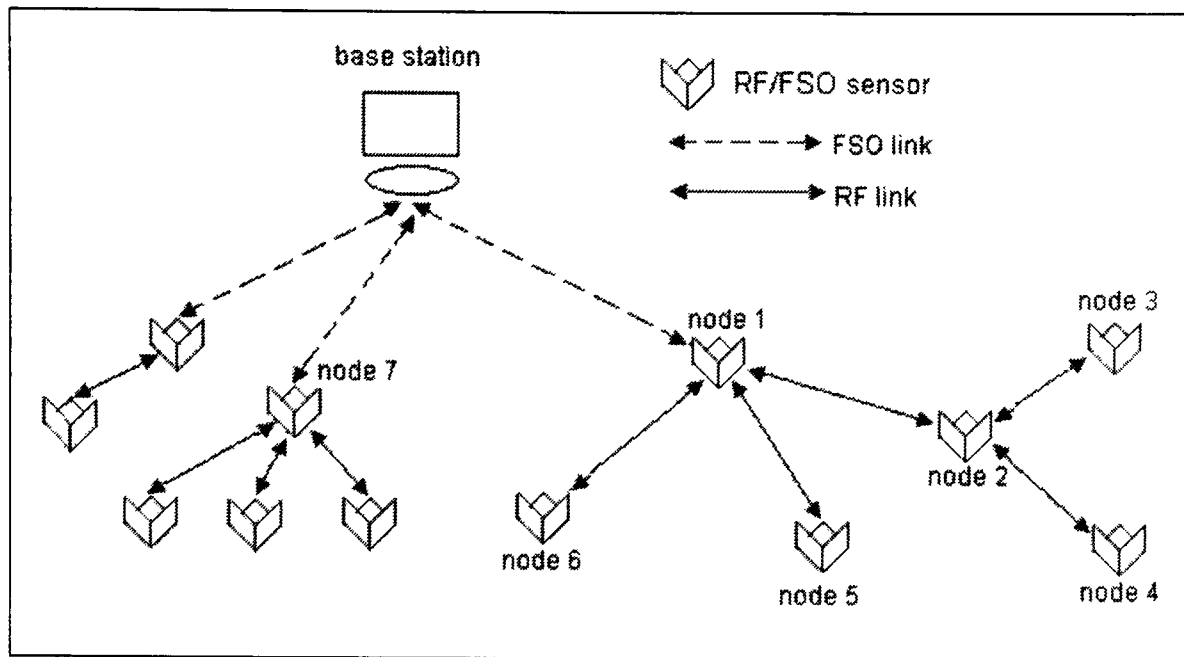 base station
RF/FSO sensor
FSO link
RF link
node 1
node 3
node 7
node 2
node 6
node 5
node 4